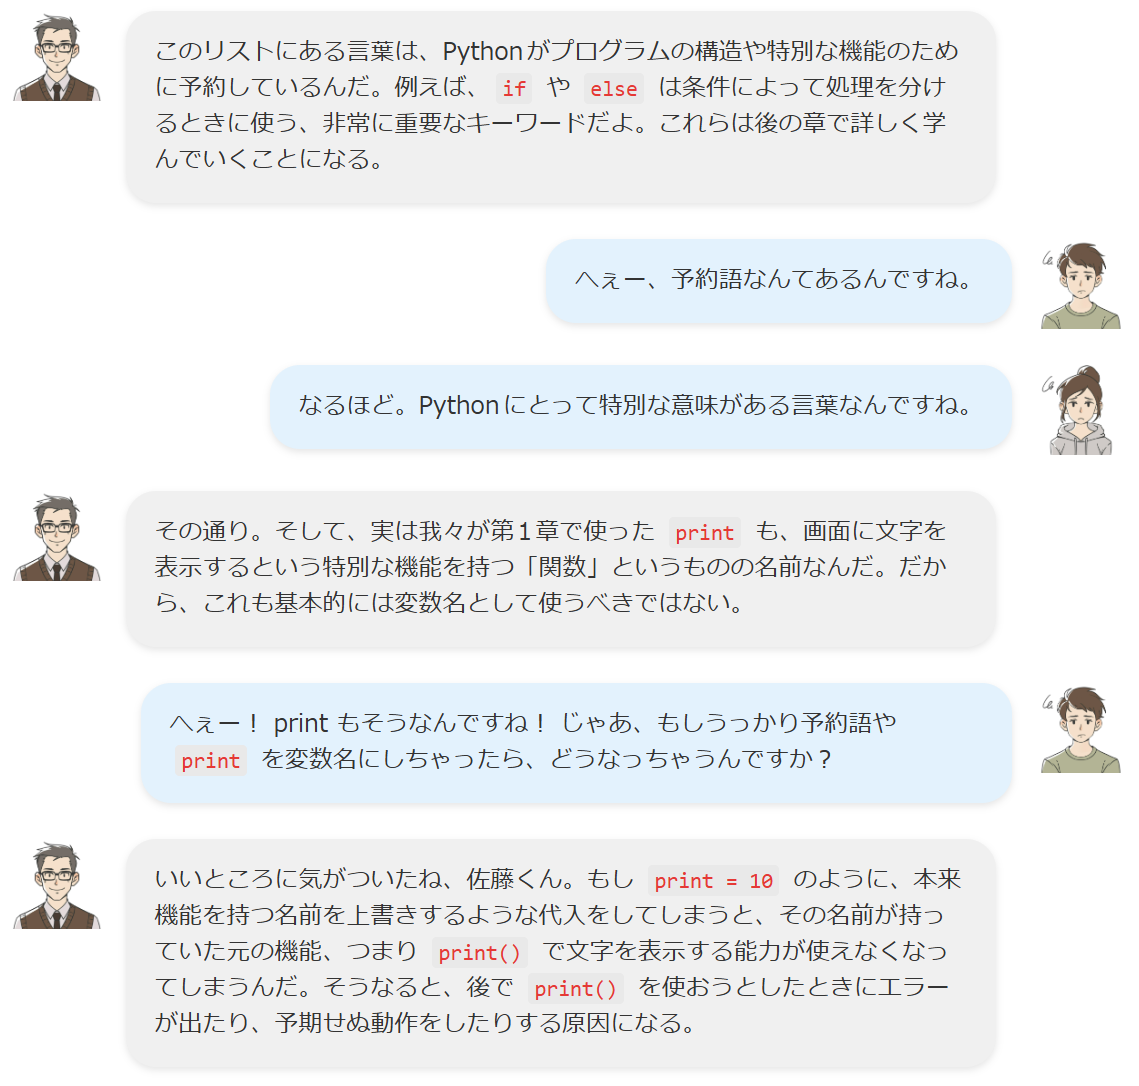 このリストにある言葉は、Pythonがプログラムの構造や特別な機能のため
に予約しているんだ。例えば、 if や else は条件によって処理を分け
るときに使う、非常に重要なキーワードだよ。これらは後の章で詳しく学
んでいくことになる。
へぇー、予約語なんてあるんですね。
なるほど。Pythonにとって特別な意味がある言葉なんですね。
その通り。そして、実は我々が第１章で使った print も、画面に文字を
表示するという特別な機能を持つ「関数」というものの名前なんだ。だか
ら、これも基本的には変数名として使うべきではない。
へぇー！ print もそうなんですね！ じゃあ、もしうっかり予約語や
print を変数名にしちゃったら、どうなっちゃうんですか？
いいところに気がついたね、佐藤くん。もし print = 10 のように、本来
機能を持つ名前を上書きするような代入をしてしまうと、その名前が持っ
ていた元の機能、つまり print() で文字を表示する能力が使えなくなっ
てしまうんだ。そうなると、後で print() を使おうとしたときにエラー
が出たり、予期せぬ動作をしたりする原因になる。